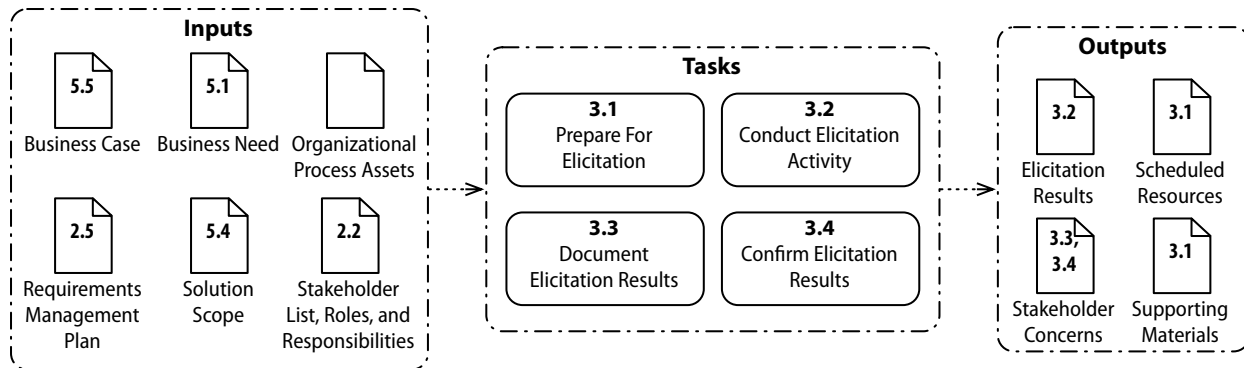 Inputs
5.5
Business Case
5.1
Business Need
Organizational
Process Assets
2.5
Requirements
Management
Plan
5.4
Solution
Scope
2.2
Stakeholder
List, Roles, and
Responsibilities
Tasks
3.1
Prepare For
Elicitation
3.2
Conduct Elicitation
Activity
3.3
Document
Elicitation Results
3.4
Confirm Elicitation
Results
Outputs
3.2
Elicitation
Results
3.1
Scheduled
Resources
3.3,
3.4
Stakeholder
Concerns
3.1
Supporting
Materials